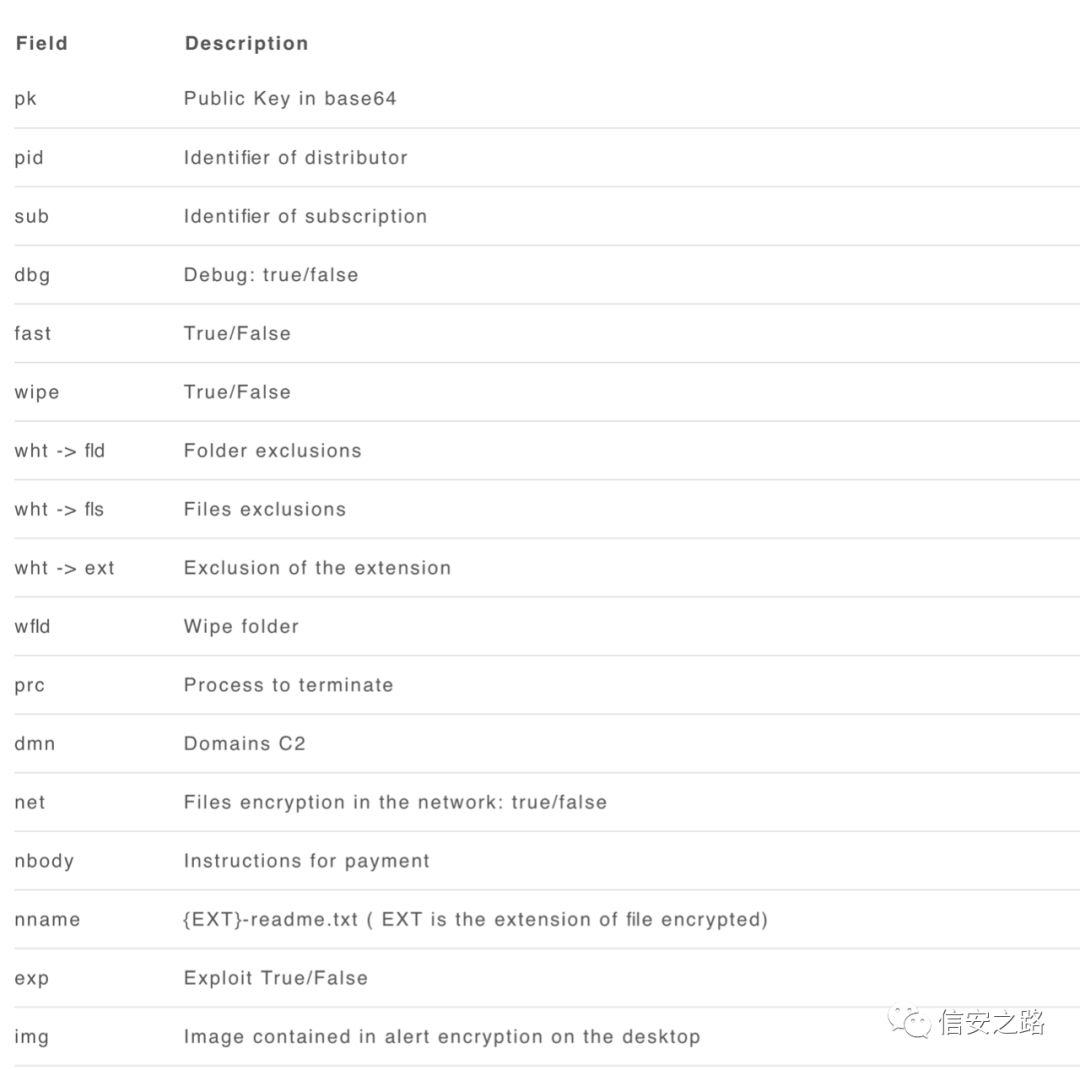 Field Description
pk Public Key in base64
pid Identifier of distributor
sub Identifier of subscription
dbg Debug: true/false
fast True/False
wipe True/False
wht -> fld Folder exclusions
wht -> fls Files exclusions
wht -> ext Exclusion of the extension
wfld Wipe folder
prc Process to terminate
dmn Domains C2
net Files encryption in the network: true/false
nbody Instructions for payment
nname {EXT}-readme.txt ( EXT is the extension of file encrypted)
exp Exploit True/False
img Image contained in alert encryption on the desktop
信安之路